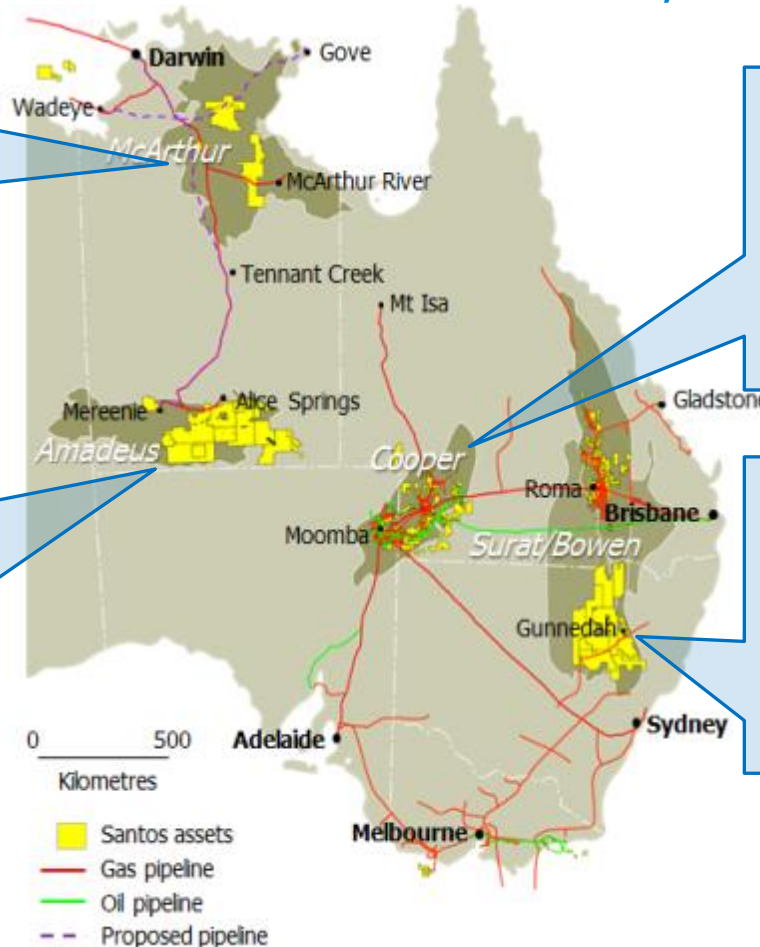 Darwin
Gove
Wadeye
McArthur
McArthur River
Tennant Creek
Mt Isa
Mereenie
Alice Springs
Gladstone
Amadeus
Cooper
Roma
Brisbane
Moomba
Surat/Bowen
Gunnedah
Sydney
Adelaide
0 500
Kilometres
Melbourne
Santos assets
Gas pipeline
Oil pipeline
Proposed pipeline